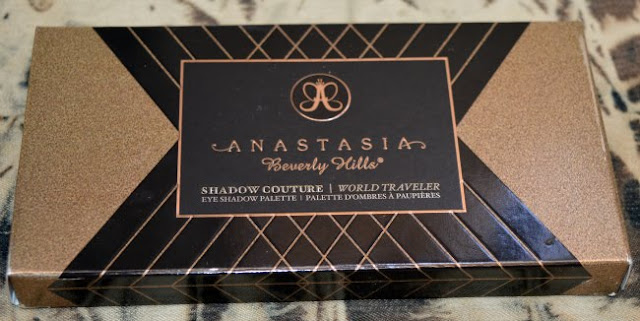 ANASTASIA
Beverly Hills®
SHADOW COUTURE | WORLD TRAVELER
EYE SHADOW PALETTE | PALETTE D'OMBRES À PAUPIÈRES